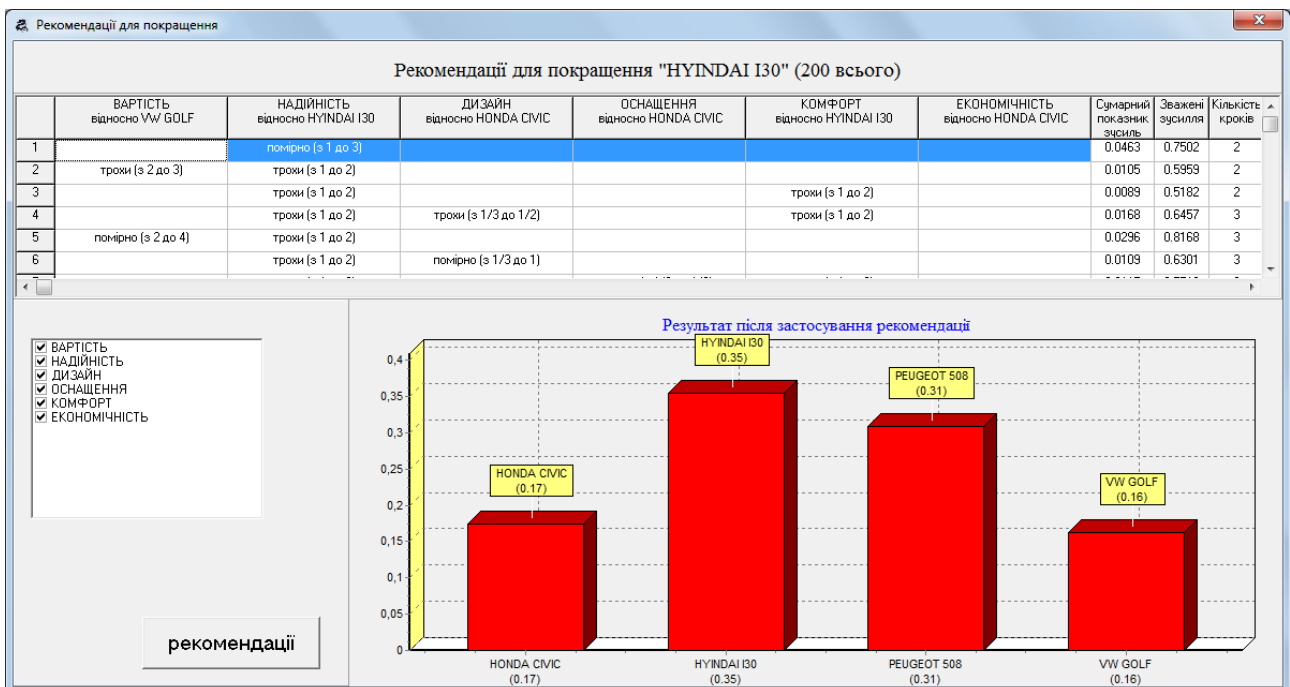 Рекомендації для покращення
x
Рекомендації для покращення "HYINDAI I30" (200 всього)
ВАРТІСТЬ відносно VW GOLF НАДІЙНІСТЬ відносно HYINDAI I30 ДИЗАЙН відносно HONDA CIVIC ОСНАЩЕННЯ відносно HONDA CIVIC КОМФОРТ відносно HYINDAI I30 ЕКОНОМІЧНІСТЬ відносно HONDA CIVIC Сумарний показник зусиль Зважені зусилля Кількість кроків
1 помірно (з 1 до 3) 0.0463 0.7502 2
2 трохи (з 2 до 3) трохи (з 1 до 2) 0.0105 0.5959 2
3 трохи (з 1 до 2) трохи (з 1 до 2) 0.0089 0.5182 2
4 трохи (з 1 до 2) трохи (з 1/3 до 1/2) трохи (з 1 до 2) 0.0168 0.6457 3
5 помірно (з 2 до 4) трохи (з 1 до 2) 0.0296 0.8168 3
6 трохи (з 1 до 2) помірно (з 1/3 до 1) 0.0109 0.6301 3
ВАРТІСТЬ
НАДІЙНІСТЬ
ДИЗАЙН
ОСНАЩЕННЯ
КОМФОРТ
ЕКОНОМІЧНІСТЬ
рекомендації
Результат після застосування рекомендації
HYINDAI I30
(0.35)
PEUGEOT 508
(0.31)
HONDA CIVIC
(0.17)
VW GOLF
(0.16)
0,4
0,35
0,3
0,25
0,2
0,15
0,1
0,05
0
HONDA CIVIC HYINDAI I30 PEUGEOT 508 VW GOLF
(0.17) (0.35) (0.31) (0.16)